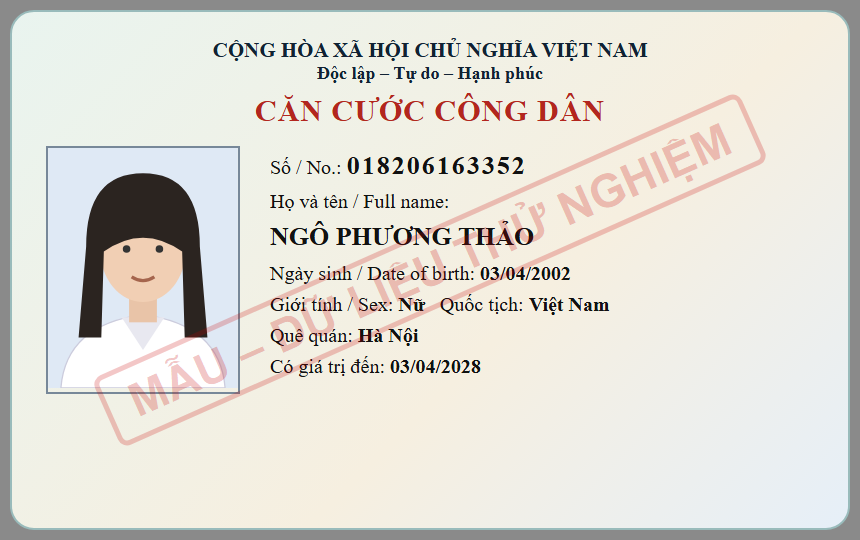 CỘNG HÒA XÃ HỘI CHỦ NGHĨA VIỆT NAM
Độc lập – Tự do – Hạnh phúc
CĂN CƯỚC CÔNG DÂN
Số / No.: 018206163352
Họ và tên / Full name:
NGÔ PHƯƠNG THẢO
Ngày sinh / Date of birth: 03/04/2002
Giới tính / Sex: Nữ Quốc tịch: Việt Nam
Quê quán: Hà Nội
Có giá trị đến: 03/04/2028
MẪU – DỮ LIỆU THỬ NGHIỆM